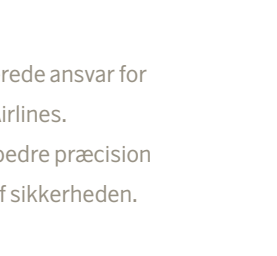 rede ansvar for
irlines.
bedre præcision
f sikkerheden.